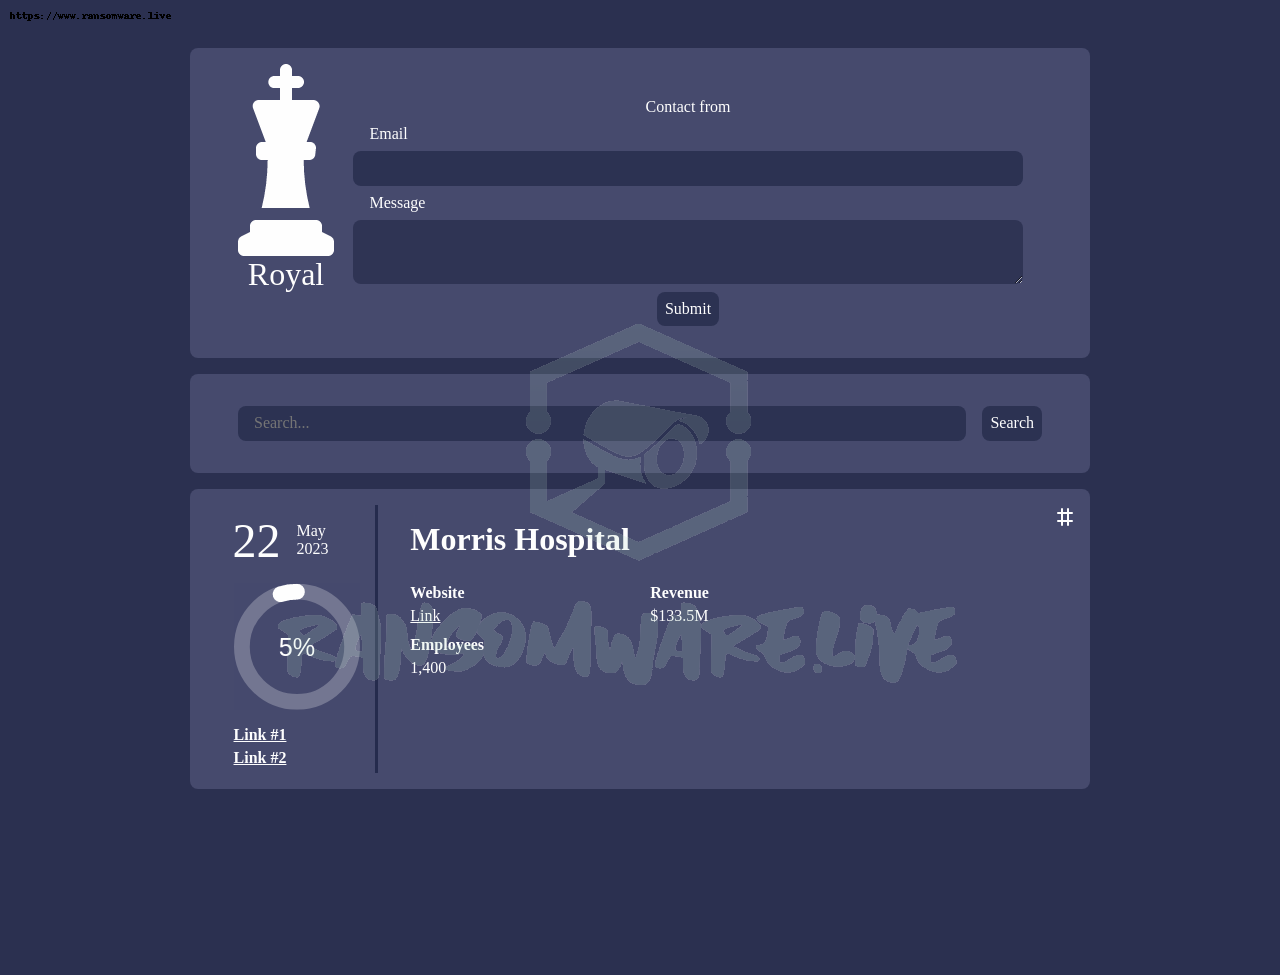 https://www.ransomware.live
Contact from
Email
Message
Royal
Submit
Search...
Search
22
May
2023
Morris Hospital
Website
Revenue
Link
$133.5M
RANSOMWARE.LIVE
5%
Employees
1,400
Link #1
Link #2